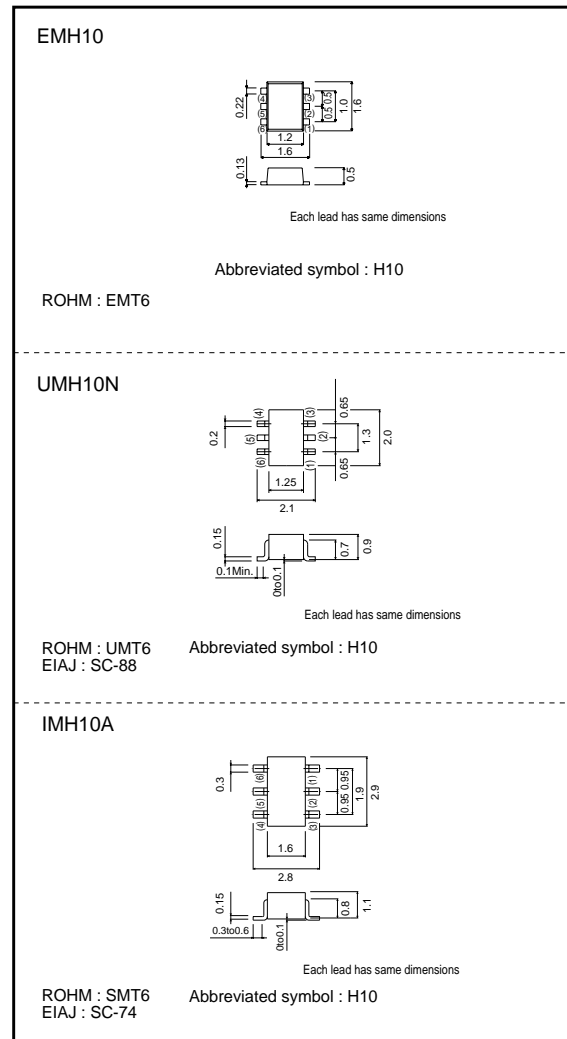 EMH10
0.22
(4)
(3)
(5)
(2)
(6)
(1)
0.5 0.5
1.0
1.6
1.2
1.6
0.13
0.5
Each lead has same dimensions
Abbreviated symbol : H10
ROHM : EMT6
UMH10N
0.2
(4)
(3)
(5)
(2)
(6)
(1)
0.65
1.3
2.0
0.65
1.25
2.1
0.15
0.1Min.
0to0.1
0.7
0.9
Each lead has same dimensions
ROHM : UMT6 Abbreviated symbol : H10
EIAJ : SC-88
IMH10A
0.3
(6)
(1)
(5)
(2)
(4)
(3)
0.95 0.95
1.9
2.9
1.6
2.8
0.15
0.3to0.6
0to0.1
0.8
1.1
Each lead has same dimensions
ROHM : SMT6 Abbreviated symbol : H10
EIAJ : SC-74